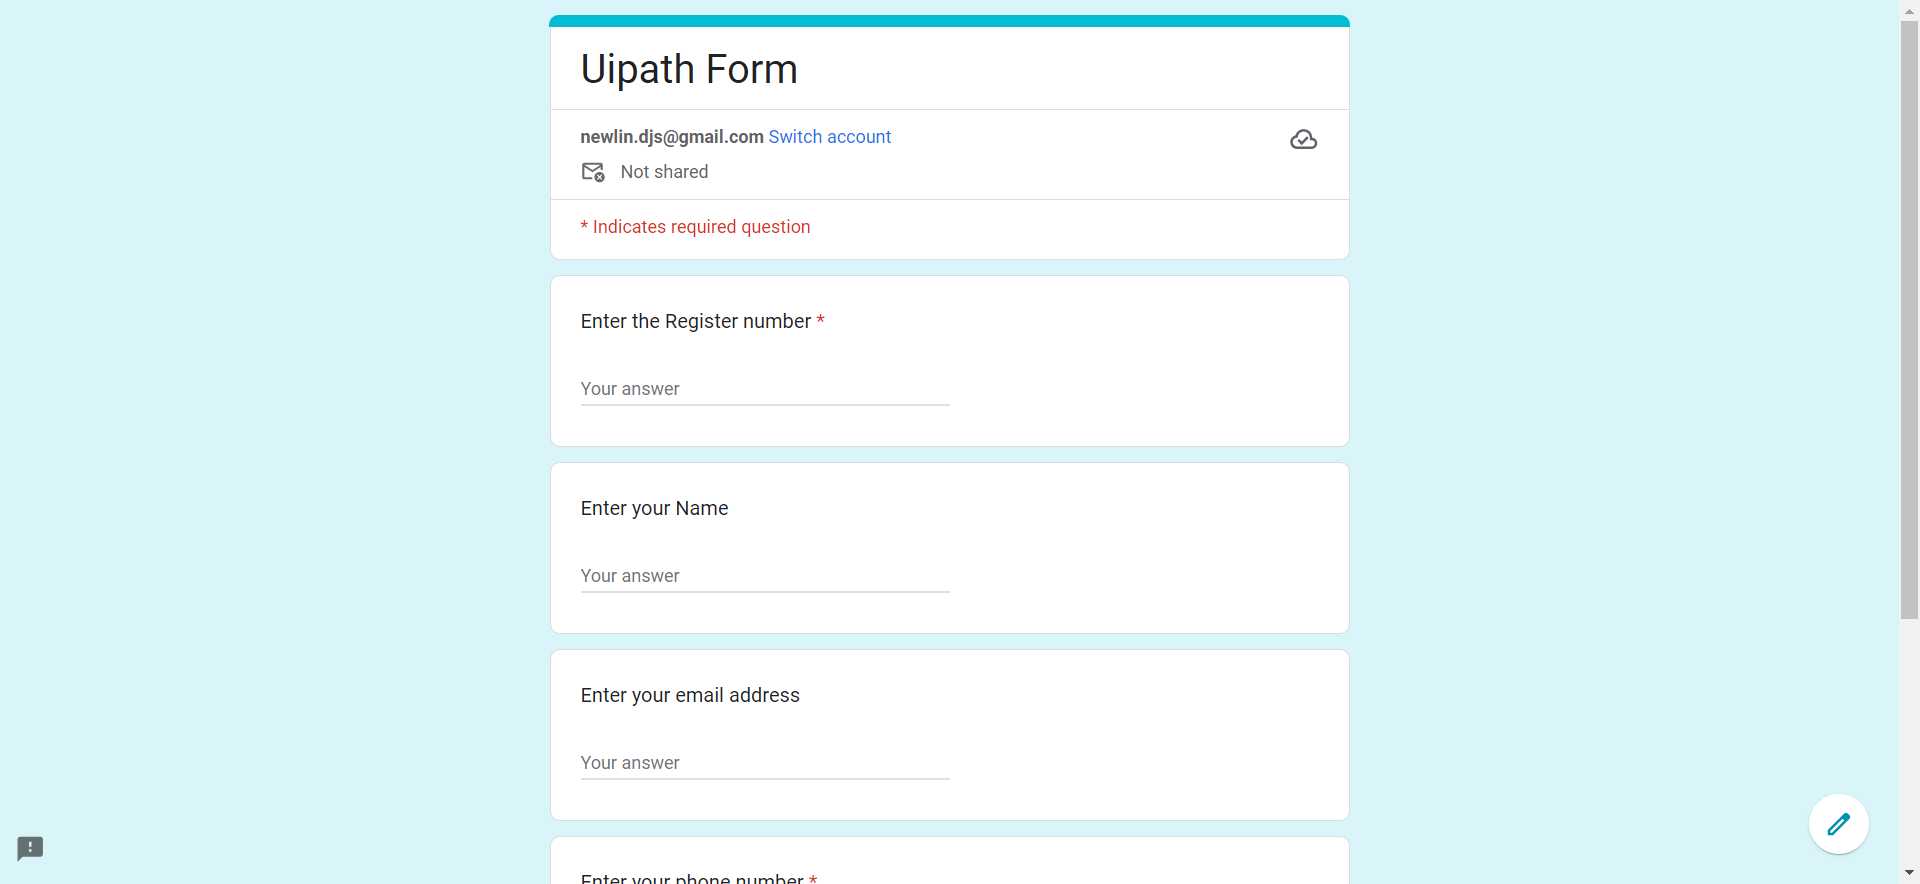 Uipath Form
newlin.djs@gmail.com Switch account
Not shared
* Indicates required question
Enter the Register number *
Your answer
Enter your Name
Your answer
Enter your email address
Your answer
Enter your phone number *